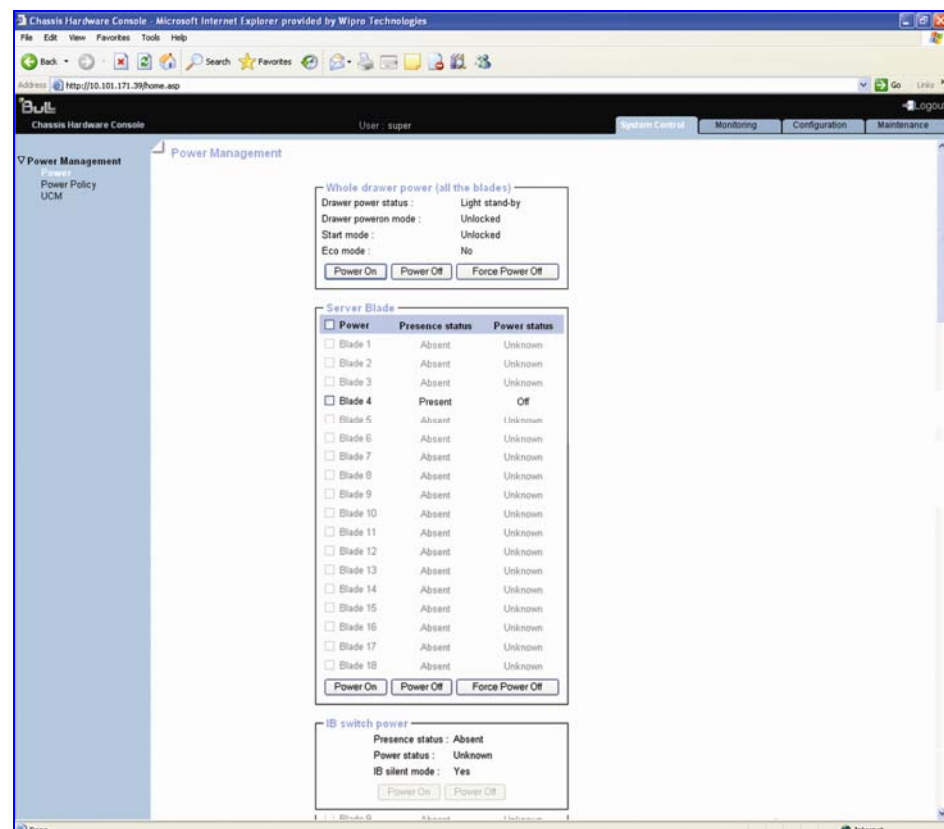 Chassis Hardware Console - Microsoft Internet Explorer provided by Wipro Technologies
File Edit View Favorites Tools Help
Back Search Favorites
Address http://10.101.171.39/home.asp Go Links
Bull Logou
Chassis Hardware Console User : super System Control Monitoring Configuration Maintenance
Power Management
Power
Power Policy
UCM
Power Management
Whole drawer power (all the blades)
Drawer power status : Light stand-by
Drawer poweron mode : Unlocked
Start mode : Unlocked
Eco mode : No
Power On Power Off Force Power Off
Server Blade
Power Presence status Power status
Blade 1 Absent Unknown
Blade 2 Absent Unknown
Blade 3 Absent Unknown
Blade 4 Present Off
Blade 5 Absent Unknown
Blade 6 Absent Unknown
Blade 7 Absent Unknown
Blade 8 Absent Unknown
Blade 9 Absent Unknown
Blade 10 Absent Unknown
Blade 11 Absent Unknown
Blade 12 Absent Unknown
Blade 13 Absent Unknown
Blade 14 Absent Unknown
Blade 15 Absent Unknown
Blade 16 Absent Unknown
Blade 17 Absent Unknown
Blade 18 Absent Unknown
Power On Power Off Force Power Off
IB switch power
Presence status : Absent
Power status : Unknown
IB silent mode : Yes
Power On Power Off
Blade 9 Absent Unknown